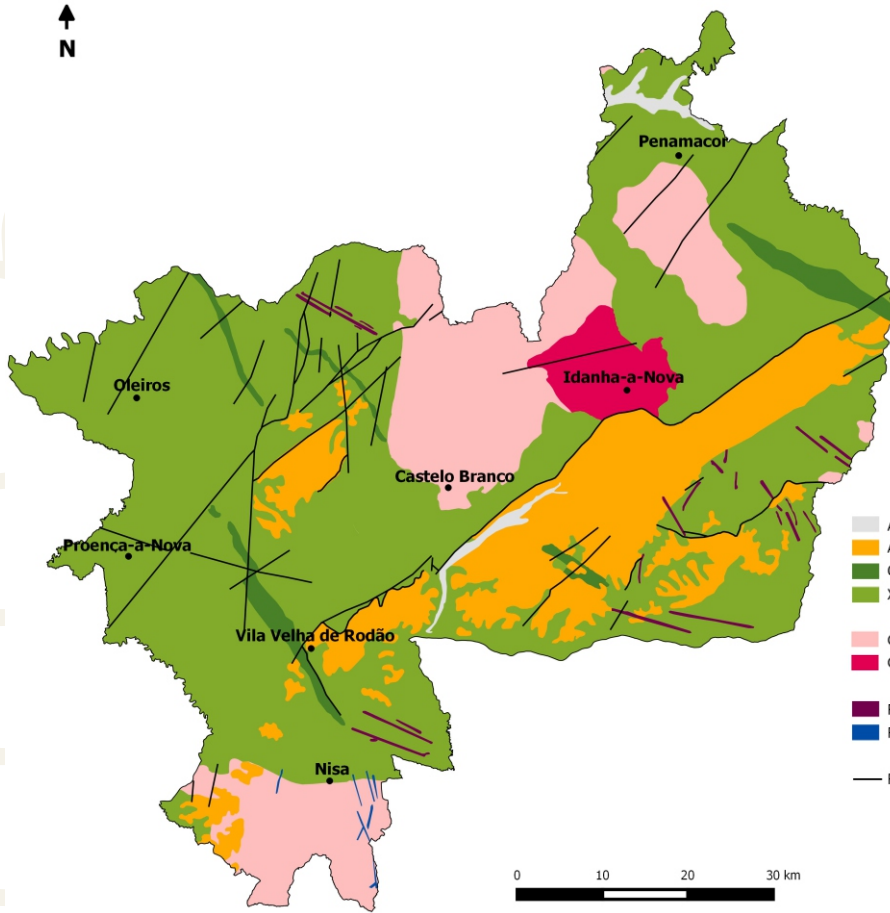 N
Penamacor
Oleiros
Idanha-a-Nova
Castelo Branco
Proença-a-Nova
Vila Velha de Rodão
Nisa
0 10 20 30 km